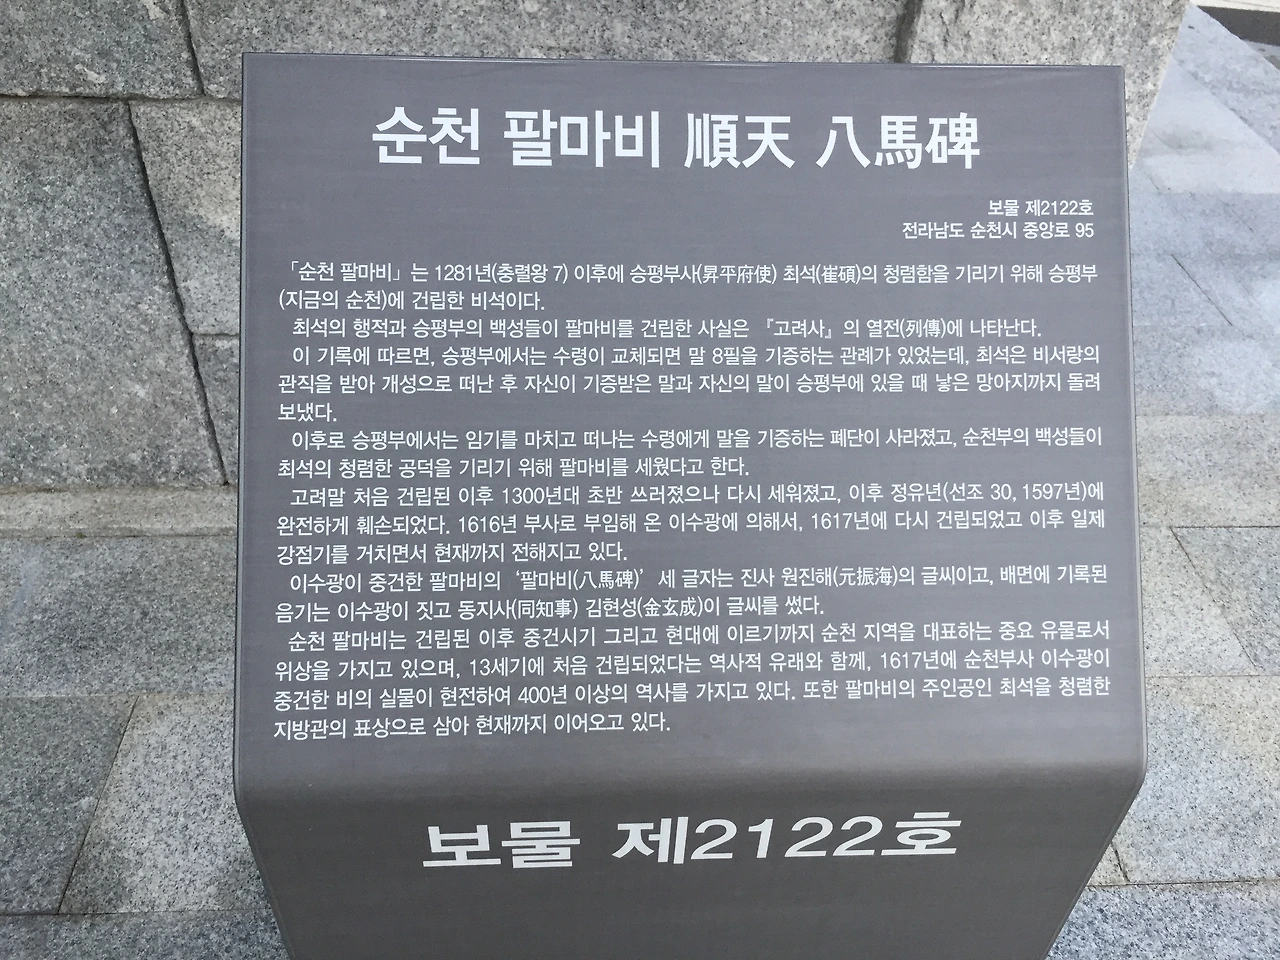 순천 팔마비 順天 八馬碑
보물 제2122호
전라남도 순천시 중앙로 95
「순천 팔마비」는 1281년(충렬왕 7) 이후에 승평부사(昇平府使) 최석(崔碩)의 청렴함을 기리기 위해 승평부
(지금의 순천)에 건립한 비석이다.
최석의 행적과 승평부의 백성들이 팔마비를 건립한 사실은 『고려사』의 열전(列傳)에 나타난다.
이 기록에 따르면, 승평부에서는 수령이 교체되면 말 8필을 기증하는 관례가 있었는데, 최석은 비서랑의
관직을 받아 개성으로 떠난 후 자신이 기증받은 말과 자신의 말이 승평부에 있을 때 낳은 망아지까지 돌려
보냈다.
이후로 승평부에서는 임기를 마치고 떠나는 수령에게 말을 기증하는 폐단이 사라졌고, 순천부의 백성들이
최석의 청렴한 공덕을 기리기 위해 팔마비를 세웠다고 한다.
고려말 처음 건립된 이후 1300년대 초반 쓰러졌으나 다시 세워졌고, 이후 정유년(선조 30, 1597년)에
완전하게 훼손되었다. 1616년 부사로 부임해 온 이수광에 의해서, 1617년에 다시 건립되었고 이후 일제
강점기를 거치면서 현재까지 전해지고 있다.
이수광이 중건한 팔마비의 ‘팔마비(八馬碑)’ 세 글자는 진사 원진해(元振海)의 글씨이고, 배면에 기록된
음기는 이수광이 짓고 동지사(同知事) 김현성(金玄成)이 글씨를 썼다.
순천 팔마비는 건립된 이후 중건시기 그리고 현대에 이르기까지 순천 지역을 대표하는 중요 유물로서
위상을 가지고 있으며, 13세기에 처음 건립되었다는 역사적 유래와 함께, 1617년에 순천부사 이수광이
중건한 비의 실물이 현전하여 400년 이상의 역사를 가지고 있다. 또한 팔마비의 주인공인 최석을 청렴한
지방관의 표상으로 삼아 현재까지 이어오고 있다.
보물 제2122호